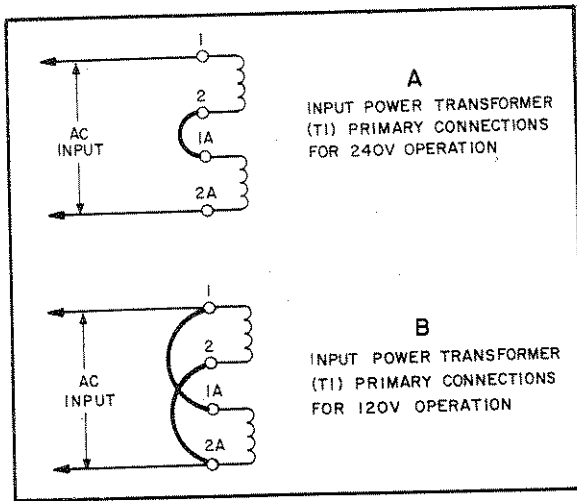 1
2
1A
2A
AC
INPUT
A
INPUT POWER TRANSFORMER
(T1) PRIMARY CONNECTIONS
FOR 240V OPERATION
1
2
1A
2A
AC
INPUT
B
INPUT POWER TRANSFORMER
(T1) PRIMARY CONNECTIONS
FOR 120V OPERATION